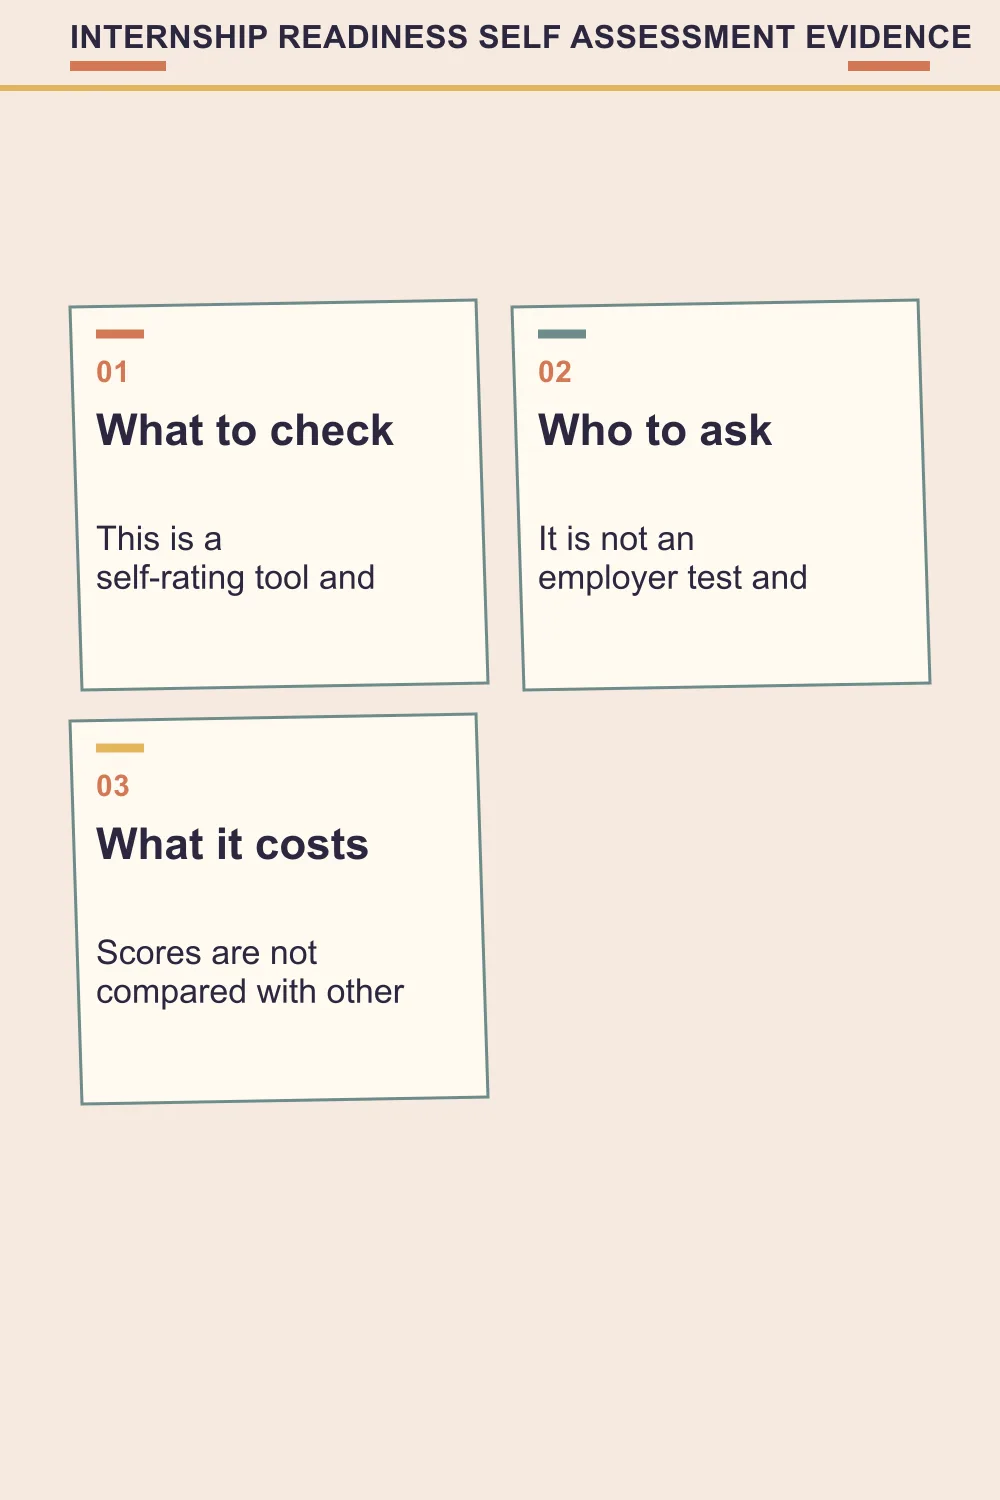 INTERNSHIP READINESS SELF ASSESSMENT EVIDENCE
01
What to check
This is a
self-rating tool and
02
Who to ask
It is not an
employer test and
03
What it costs
Scores are not
compared with other